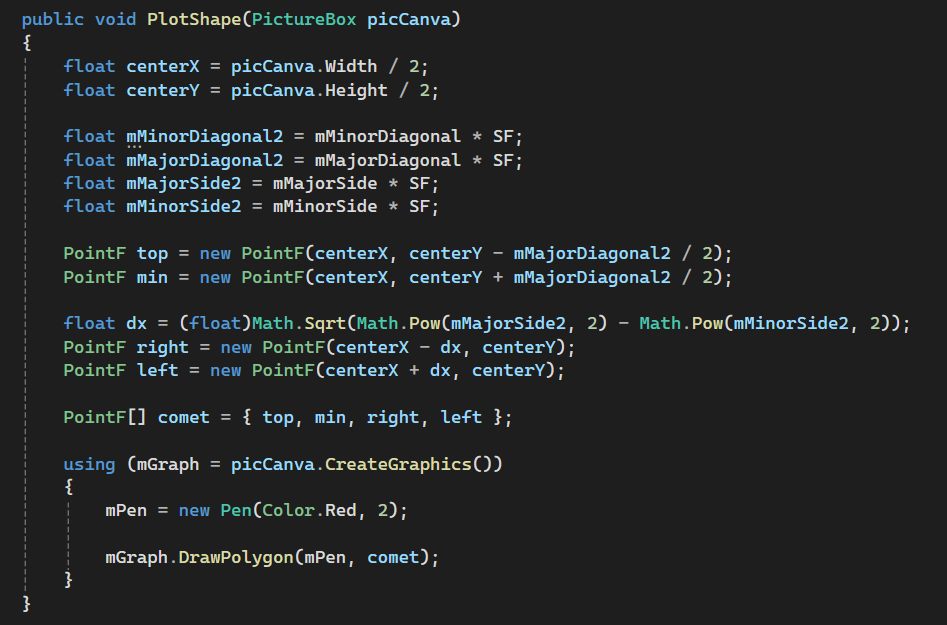 public void PlotShape(PictureBox picCanva)
{
    float centerX = picCanva.Width / 2;
    float centerY = picCanva.Height / 2;

    float mMinorDiagonal2 = mMinorDiagonal * SF;
    float mMajorDiagonal2 = mMajorDiagonal * SF;
    float mMajorSide2 = mMajorSide * SF;
    float mMinorSide2 = mMinorSide * SF;

    PointF top = new PointF(centerX, centerY - mMajorDiagonal2 / 2);
    PointF min = new PointF(centerX, centerY + mMajorDiagonal2 / 2);

    float dx = (float)Math.Sqrt(Math.Pow(mMajorSide2, 2) - Math.Pow(mMinorSide2, 2));
    PointF right = new PointF(centerX - dx, centerY);
    PointF left = new PointF(centerX + dx, centerY);

    PointF[] comet = { top, min, right, left };

    using (mGraph = picCanva.CreateGraphics())
    {
        mPen = new Pen(Color.Red, 2);

        mGraph.DrawPolygon(mPen, comet);
    }
}